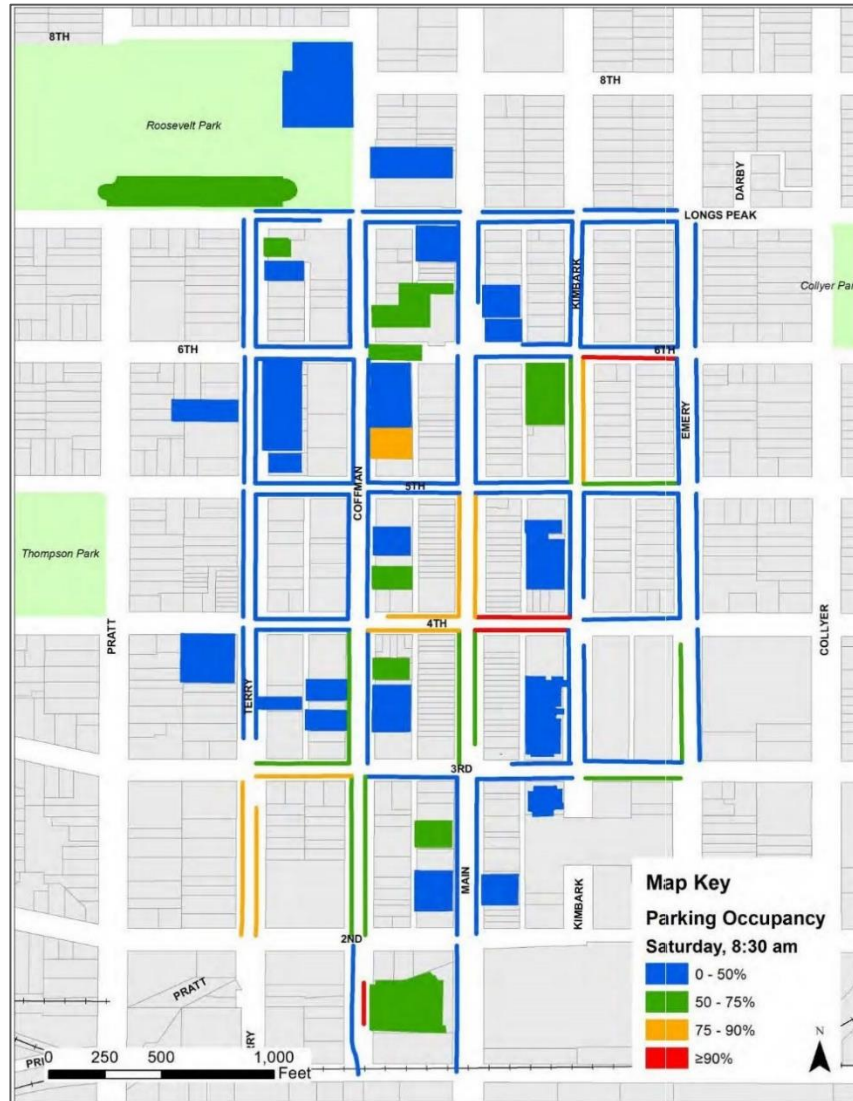 8TH
8TH
Roosevelt Park
DARBY
LONGS PEAK
KIMBARK
Collyer Par
6TH
6TH
EMERY
COFFMAN
5TH
Thompson Park
PRATT
4TH
COLLYER
TERRY
3RD
MAIN
KIMBARK
2ND
PRATT
RRY
PRI
0 250 500 1,000
Feet
Map Key
Parking Occupancy
Saturday, 8:30 am
0 - 50%
50 - 75%
75 - 90%
≥90%
N